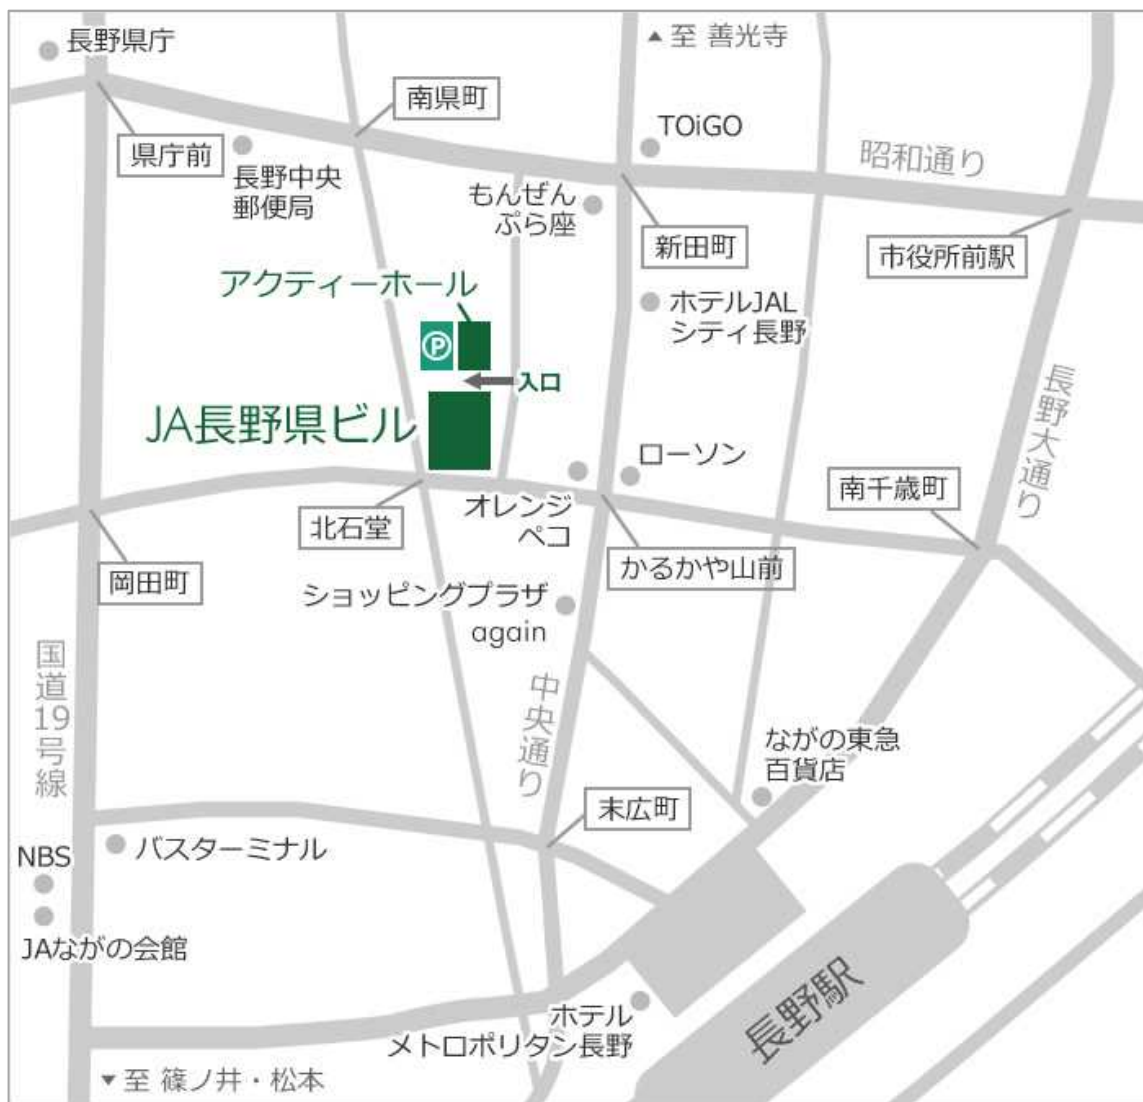 長野県庁
▲ 至 善光寺
南県町
TOiGO
県庁前
昭和通り
長野中央
郵便局
もんぜん
ぷら座
新田町
市役所前駅
アクティーホール
ホテルJAL
シティ長野
P
入口
長野大通り
JA長野県ビル
ローソン
南千歳町
オレンジ
ペコ
北石堂
かるかや山前
岡田町
ショッピングプラザ
again
国道19号線
中央通り
ながの東急
百貨店
末広町
バスターミナル
NBS
JAながの会館
長野駅
ホテル
メトロポリタン長野
▼ 至 篠ノ井・松本